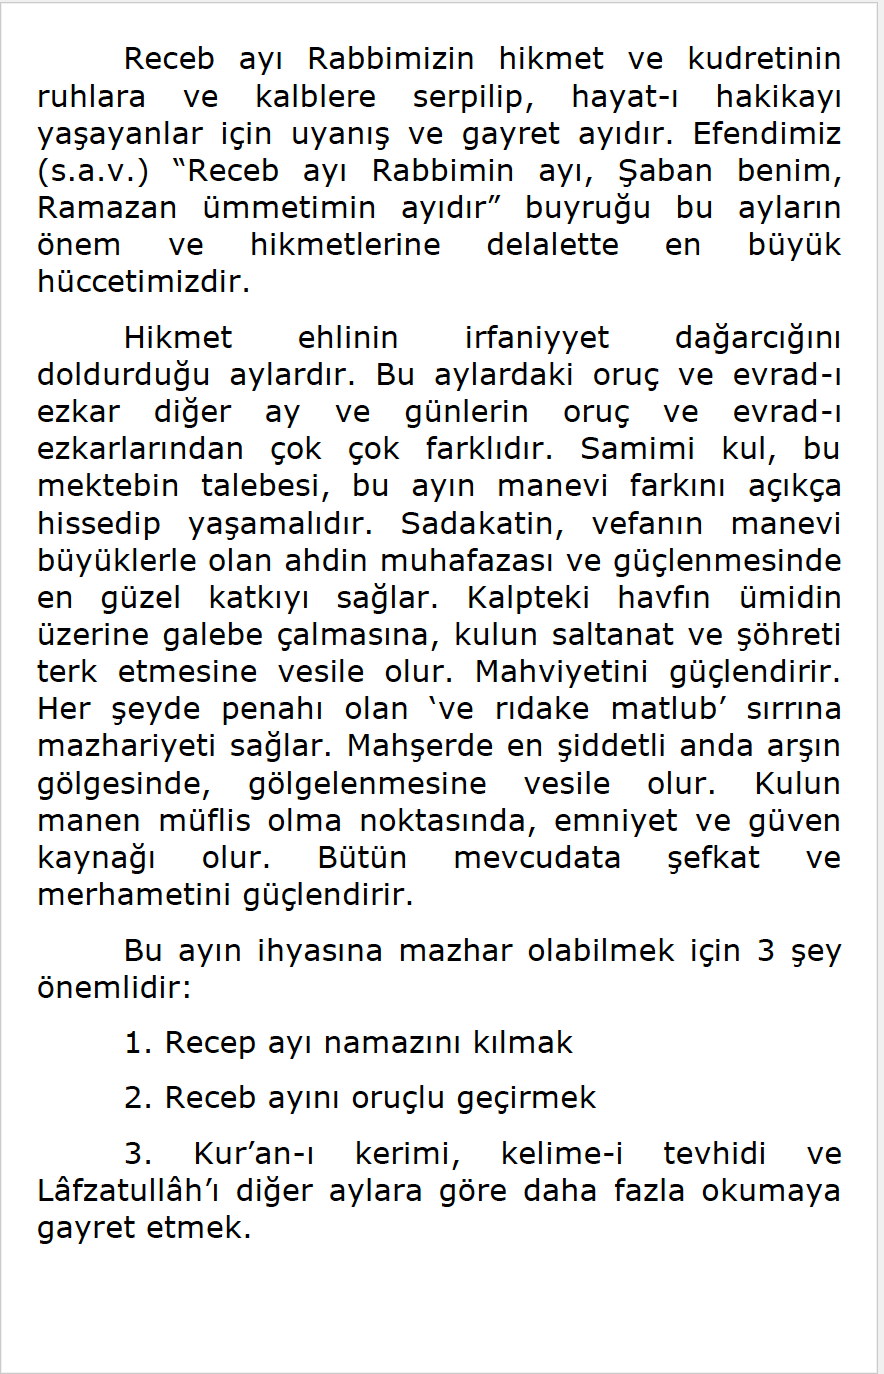 Receb ayı Rabbimizin hikmet ve kudretinin
ruhlara ve kalblere serpilip, hayat-ı hakikayı
yaşayanlar için uyanış ve gayret ayıdır. Efendimiz
(s.a.v.) “Receb ayı Rabbimin ayı, Şaban benim,
Ramazan ümmetimin ayıdır” buyruğu bu ayların
önem ve hikmetlerine delalette en büyük
hüccetimizdir.
Hikmet ehlinin irfaniyyet dağarcığını
doldurduğu aylardır. Bu aylardaki oruç ve evrad-ı
ezkar diğer ay ve günlerin oruç ve evrad-ı
ezkarlarından çok çok farklıdır. Samimi kul, bu
mektebin talebesi, bu ayın manevi farkını açıkça
hissedip yaşamalıdır. Sadakatin, vefanın manevi
büyüklerle olan ahdin muhafazası ve güçlenmesinde
en güzel katkıyı sağlar. Kalpteki havfın ümidin
üzerine galebe çalmasına, kulun saltanat ve şöhreti
terk etmesine vesile olur. Mahviyetini güçlendirir.
Her şeyde penahı olan ‘ve rıdake matlub’ sırrına
mazhariyeti sağlar. Mahşerde en şiddetli anda arşın
gölgesinde, gölgelenmesine vesile olur. Kulun
manen müflis olma noktasında, emniyet ve güven
kaynağı olur. Bütün mevcudata şefkat ve
merhametini güçlendirir.
Bu ayın ihyasına mazhar olabilmek için 3 şey
önemlidir:
1. Recep ayı namazını kılmak
2. Receb ayını oruçlu geçirmek
3. Kur’an-ı kerimi, kelime-i tevhidi ve
Lâfzatullâh’ı diğer aylara göre daha fazla okumaya
gayret etmek.